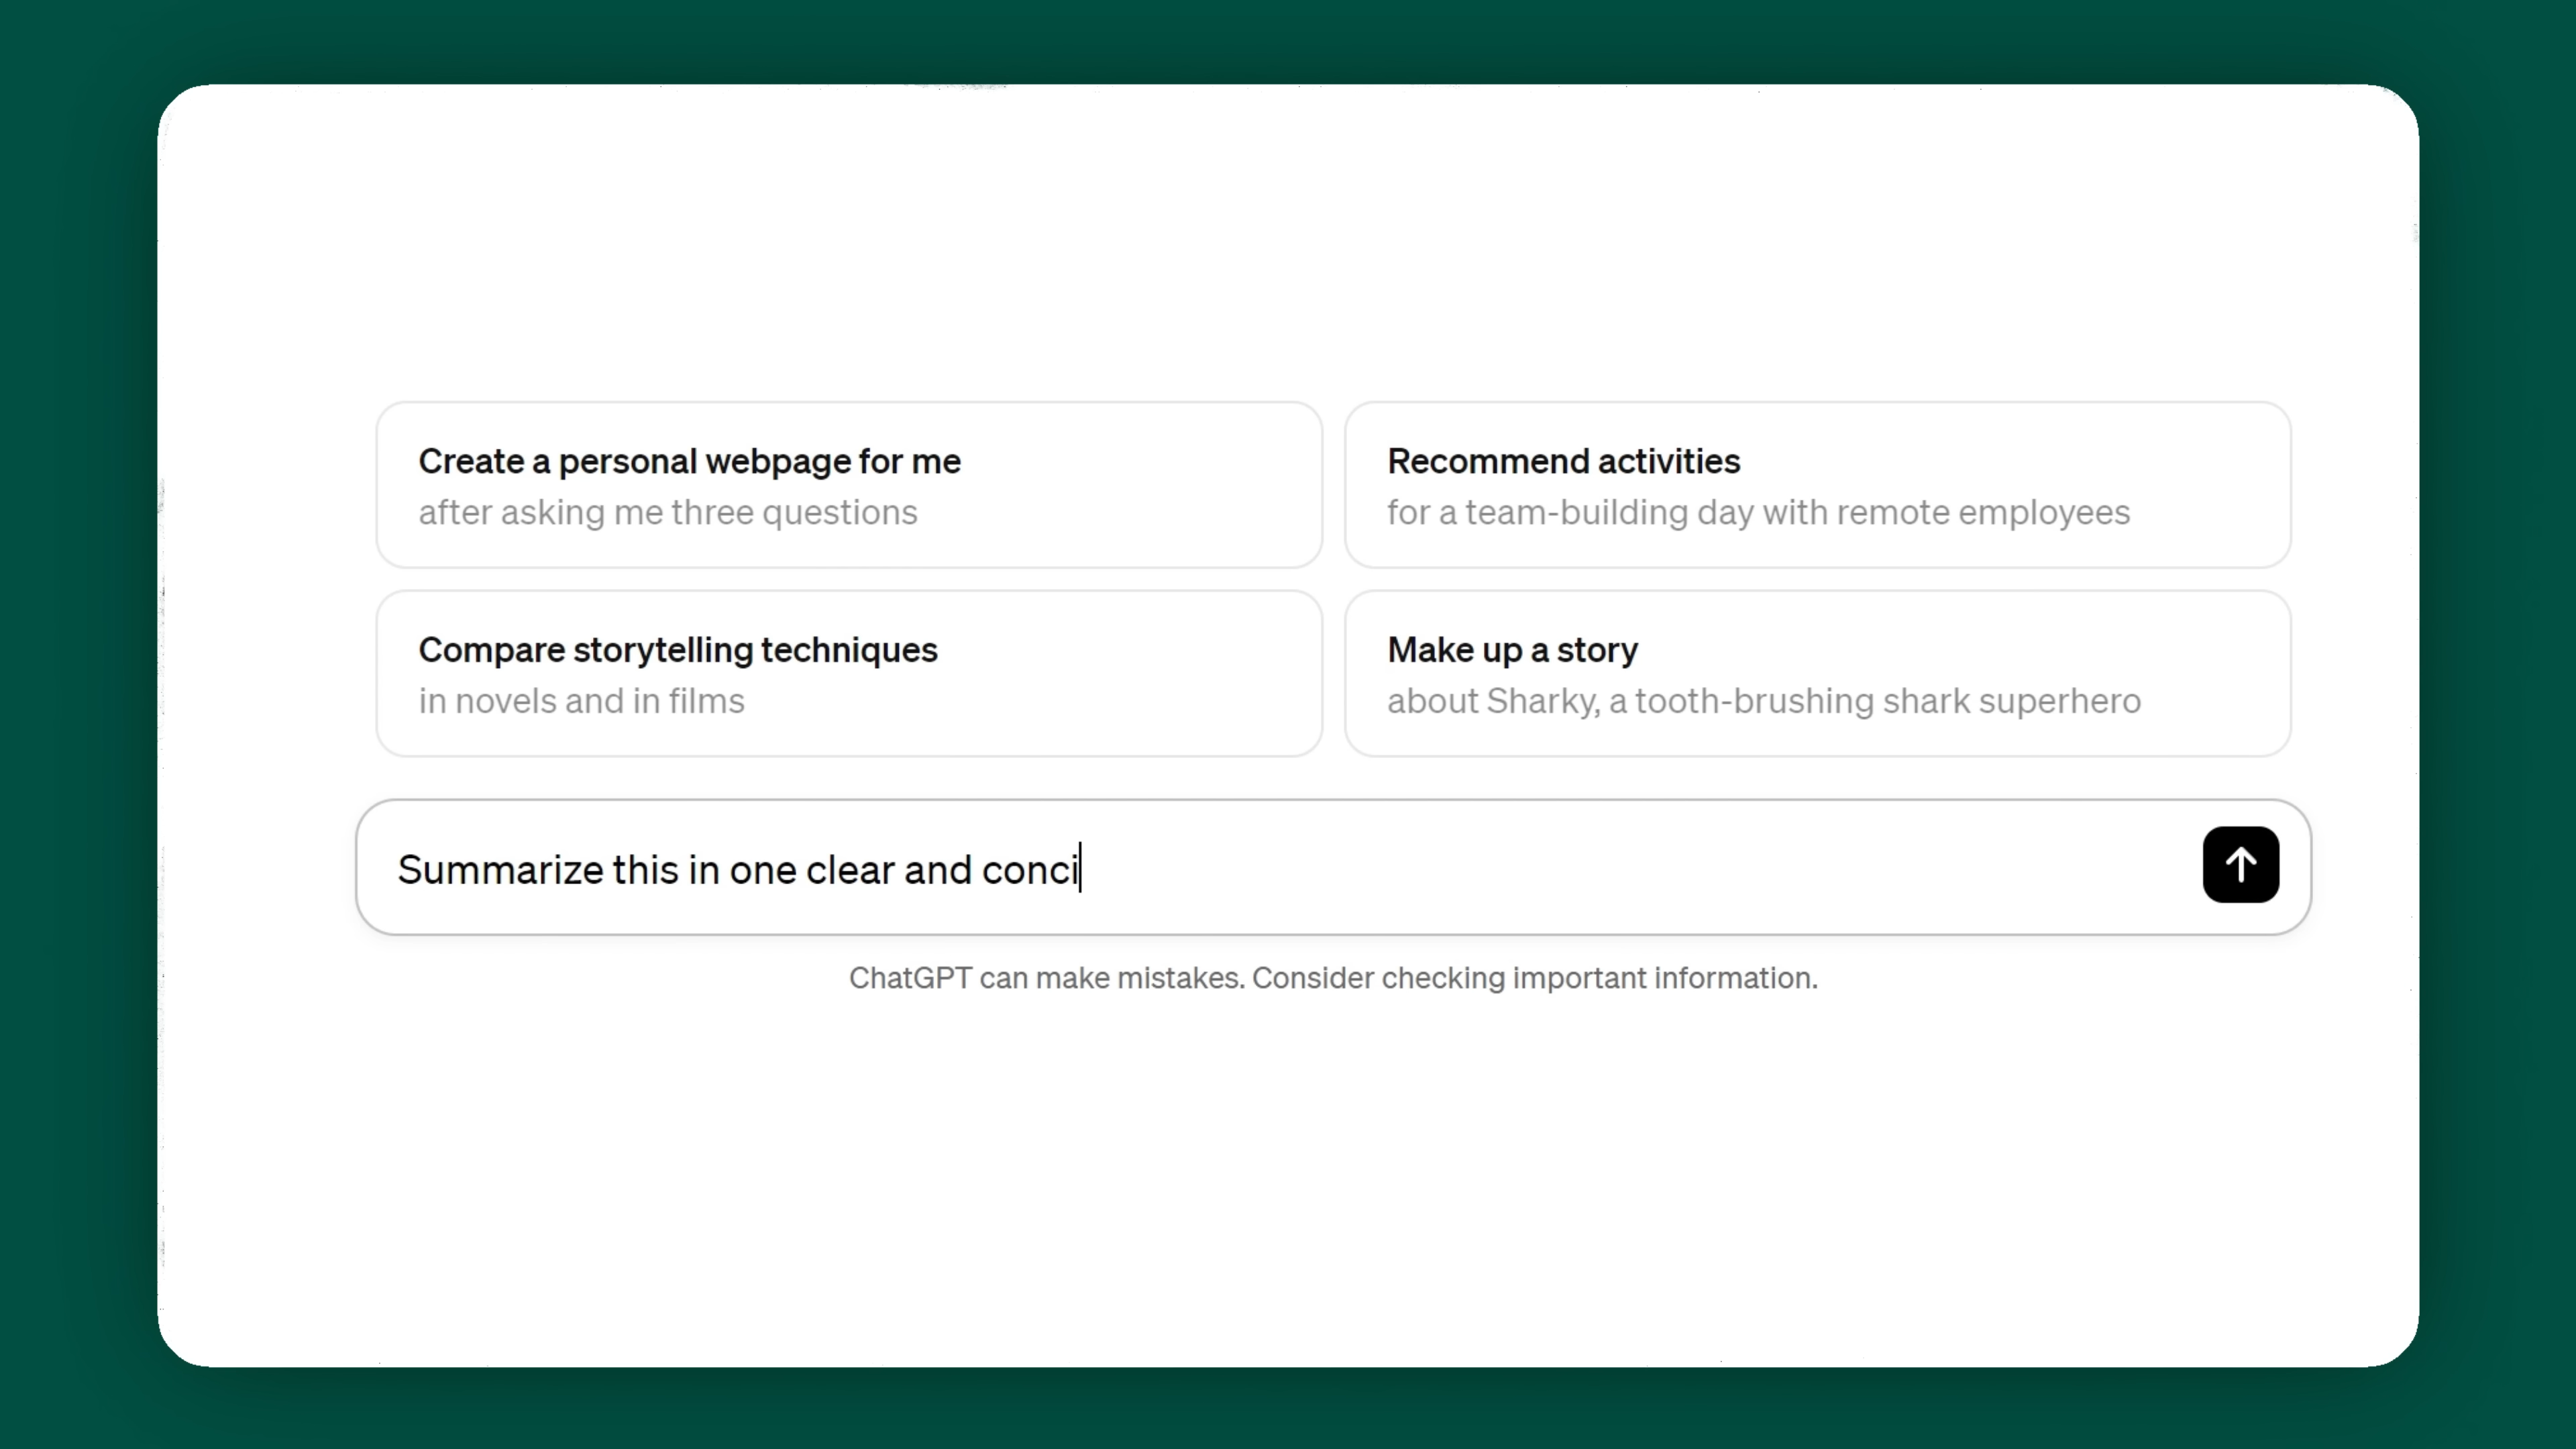 Create a personal webpage for me
after asking me three questions
Recommend activities
for a team-building day with remote employees
Compare storytelling techniques
in novels and in films
Make up a story
about Sharky, a tooth-brushing shark superhero
Summarize this in one clear and conci
ChatGPT can make mistakes. Consider checking important information.